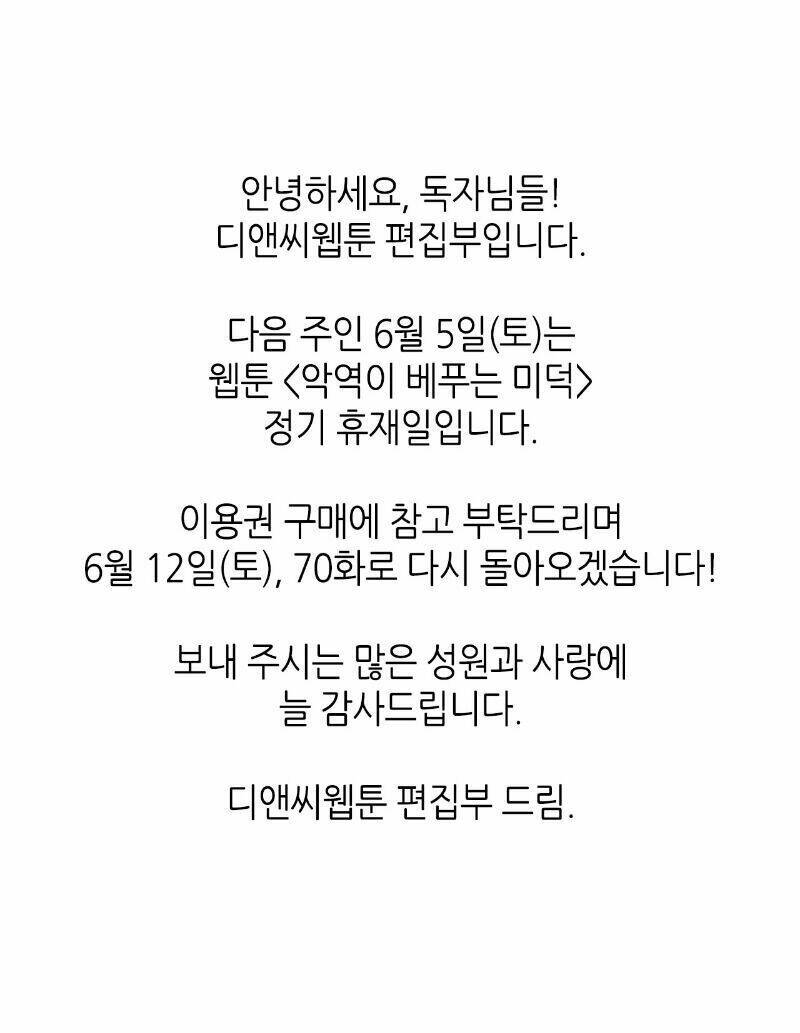 안녕하세요, 독자님들!
디앤씨웹툰 편집부입니다.
다음 주인 6월 5일(토)는
웹툰 <악역이 베푸는 미덕>
정기 휴재일입니다.
이용권 구매에 참고 부탁드리며
6월 12일(토), 70화로 다시 돌아오겠습니다!
보내 주시는 많은 성원과 사랑에
늘 감사드립니다.
디앤씨웹툰 편집부 드림.